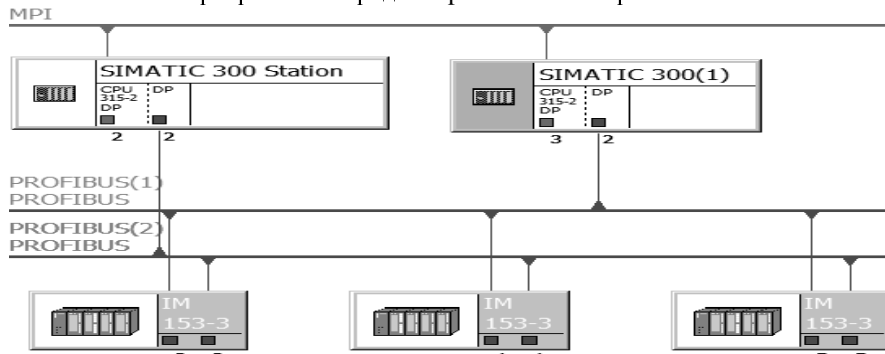 MPI
SIMATIC 300 Station
CPU 315-2 DP
DP
2 2
SIMATIC 300(1)
CPU 315-2 DP
DP
3 2
PROFIBUS(1)
PROFIBUS
PROFIBUS(2)
PROFIBUS
IM
153-3
IM
153-3
IM
153-3